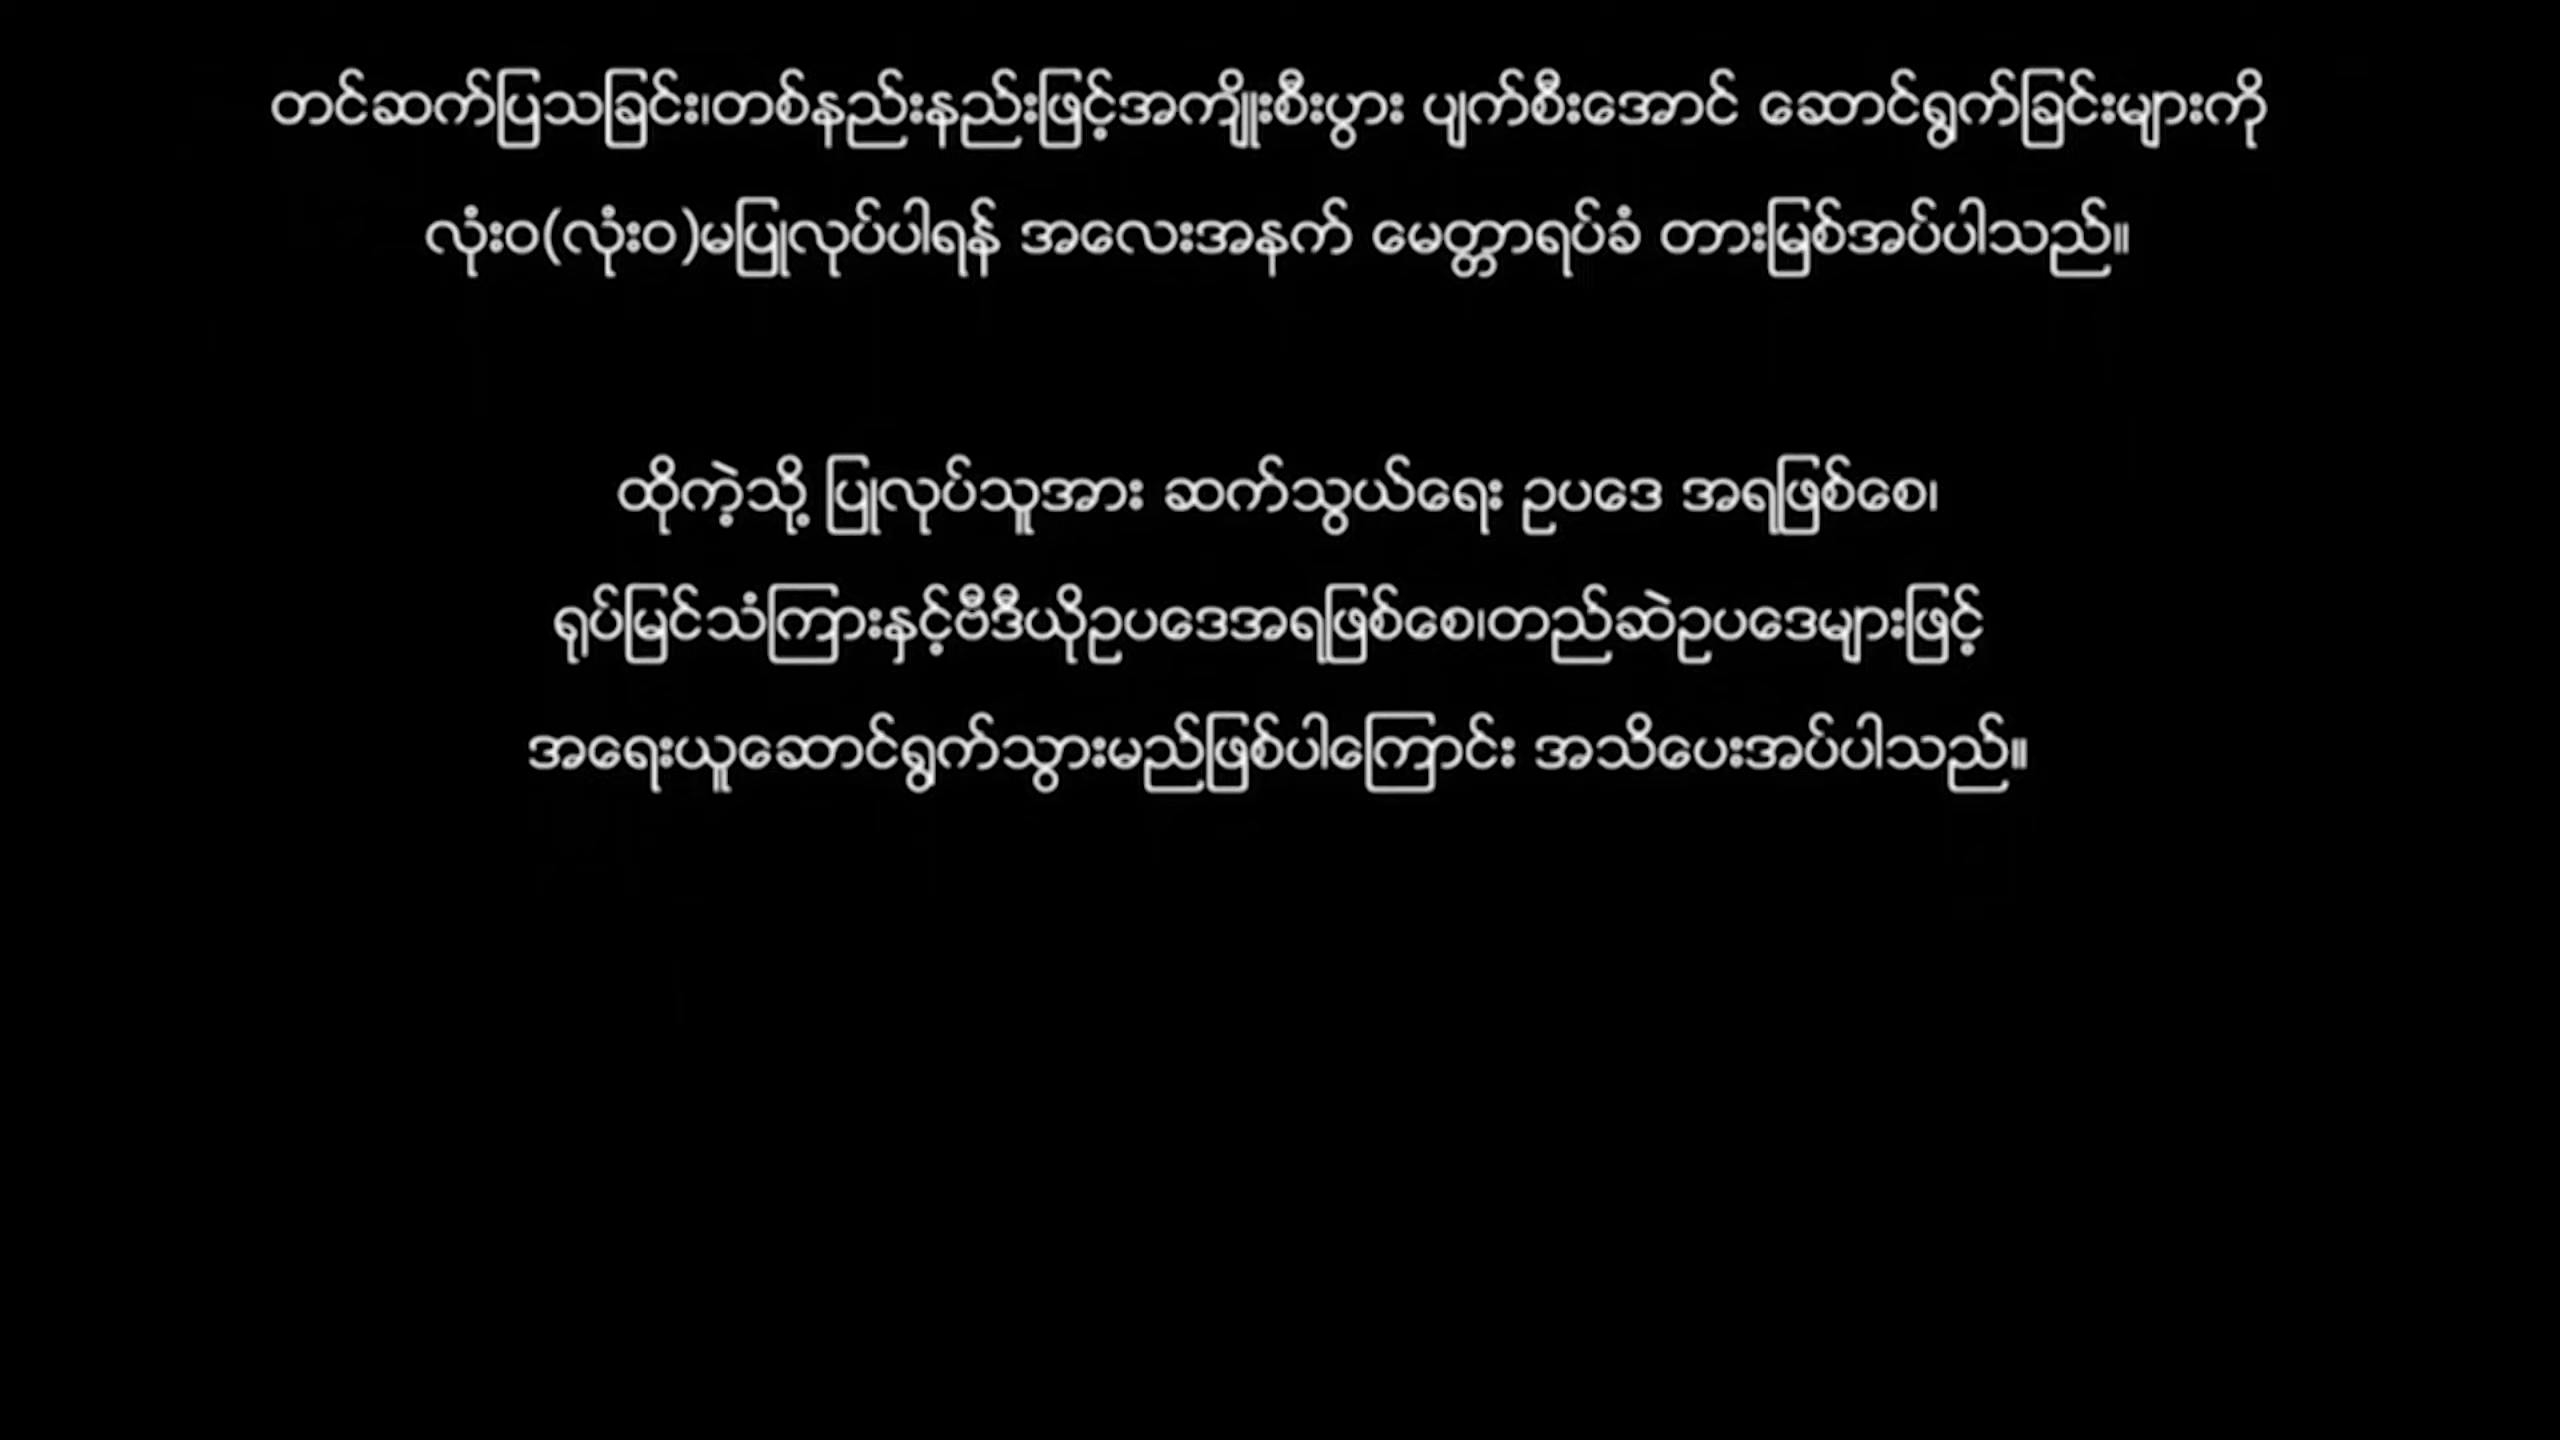 တင်ဆက်ပြသခြင်း၊တစ်နည်းနည်းဖြင့်အကျိုးစီးပွား ပျက်စီးအောင် ဆောင်ရွက်ခြင်းများကို
လုံးဝ(လုံးဝ)မပြုလုပ်ပါရန် အလေးအနက် မေတ္တာရပ်ခံ တားမြစ်အပ်ပါသည်။
ထိုကဲ့သို့ ပြုလုပ်သူအား ဆက်သွယ်ရေး ဥပဒေ အရဖြစ်စေ၊
ရုပ်မြင်သံကြားနှင့်ဗီဒီယိုဥပဒေအရဖြစ်စေ၊တည်ဆဲဥပဒေများဖြင့်
အရေးယူဆောင်ရွက်သွားမည်ဖြစ်ပါကြောင်း အသိပေးအပ်ပါသည်။